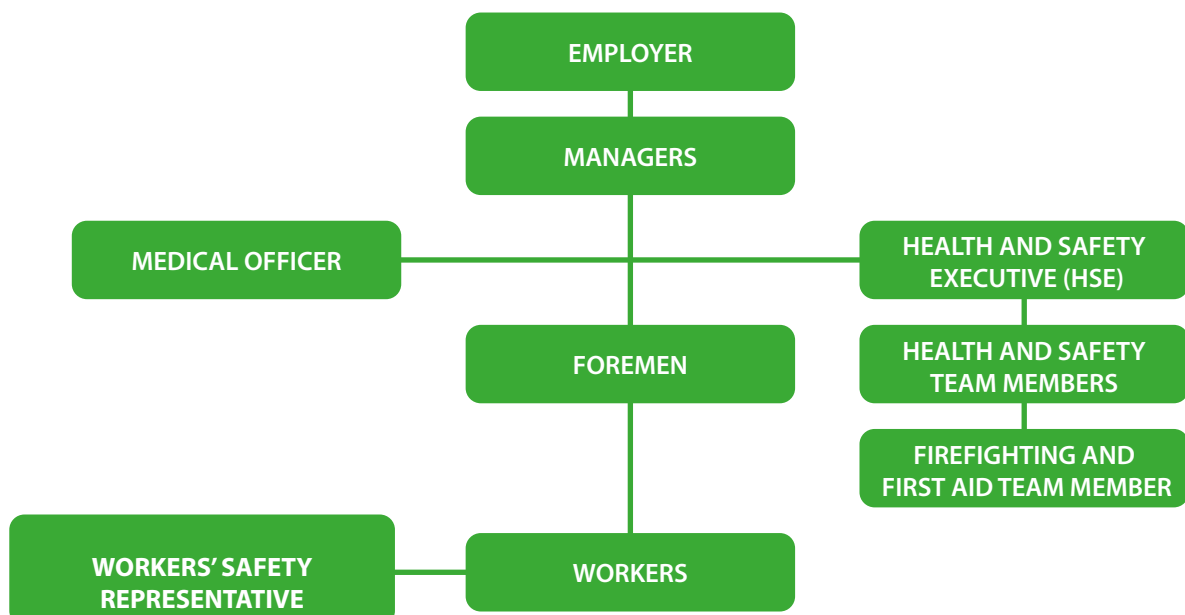 EMPLOYER
MANAGERS
MEDICAL OFFICER
HEALTH AND SAFETY
EXECUTIVE (HSE)
FOREMEN
HEALTH AND SAFETY
TEAM MEMBERS
FIREFIGHTING AND
FIRST AID TEAM MEMBER
WORKERS’ SAFETY
REPRESENTATIVE
WORKERS